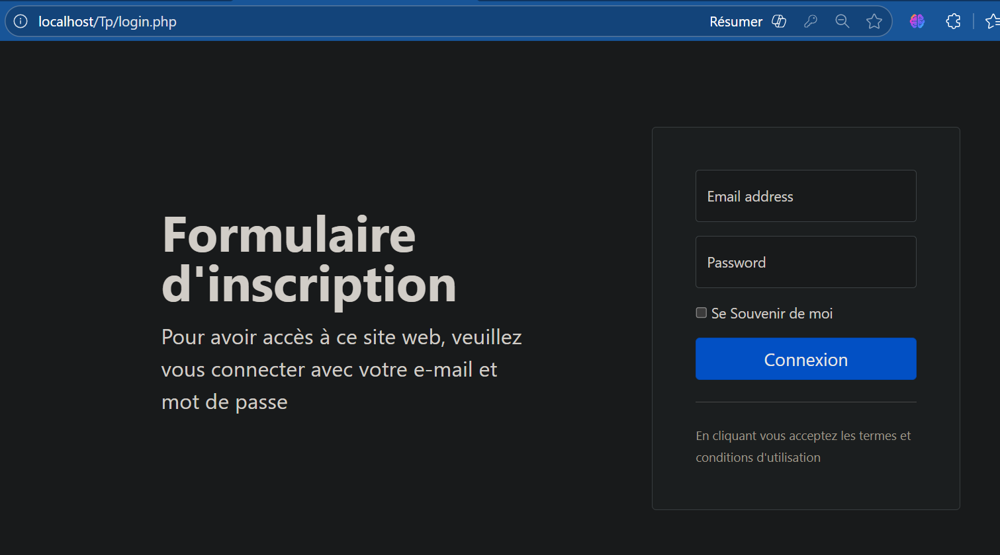 localhost/Tp/login.php
Résumer
Formulaire
d'inscription
Pour avoir accès à ce site web, veuillez
vous connecter avec votre e-mail et
mot de passe
Email address
Password
Se Souvenir de moi
Connexion
En cliquant vous acceptez les termes et
conditions d'utilisation